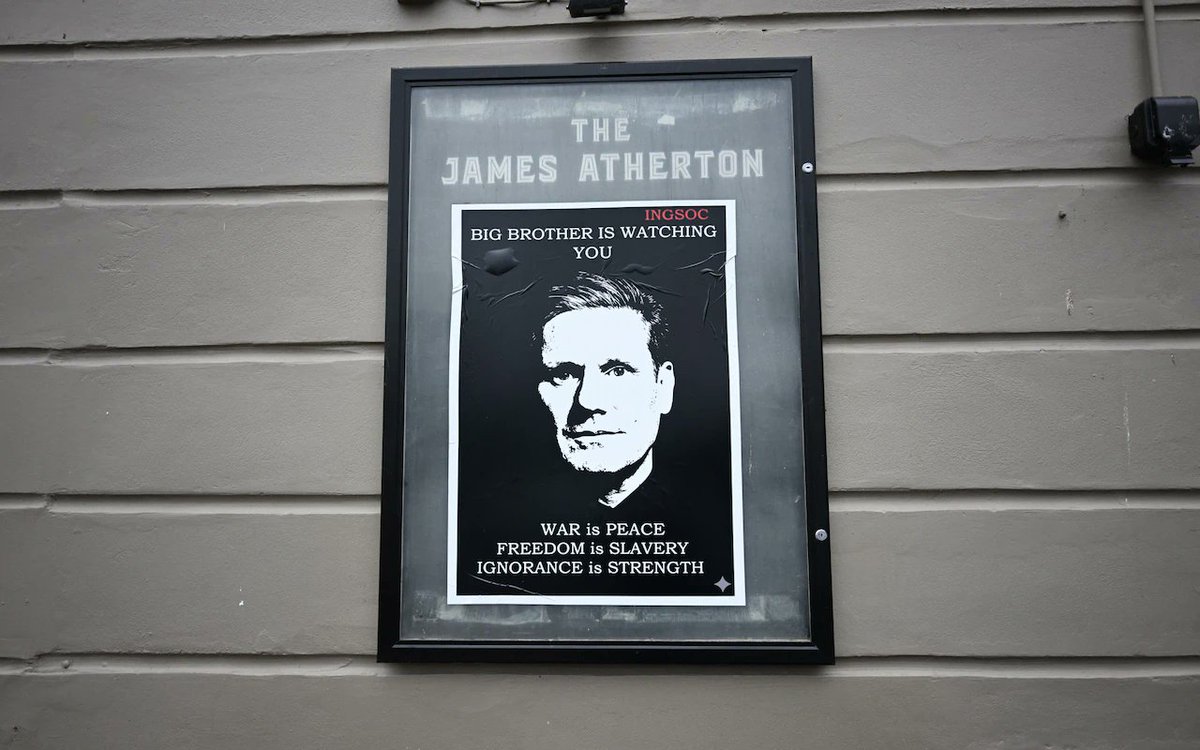 THE
JAMES ATHERTON
INGSOC
BIG BROTHER IS WATCHING
YOU
WAR is PEACE
FREEDOM is SLAVERY
IGNORANCE is STRENGTH